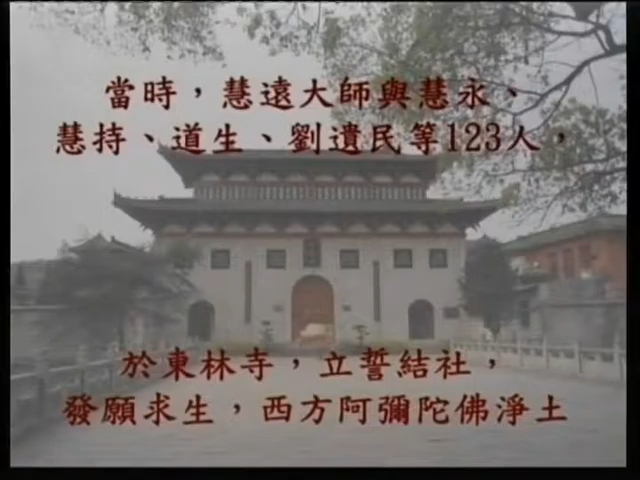 當時，慧遠大師與慧永、
慧持、道生、劉遺民等123人，
於東林寺，立誓結社，
發願求生，西方阿彌陀佛淨土